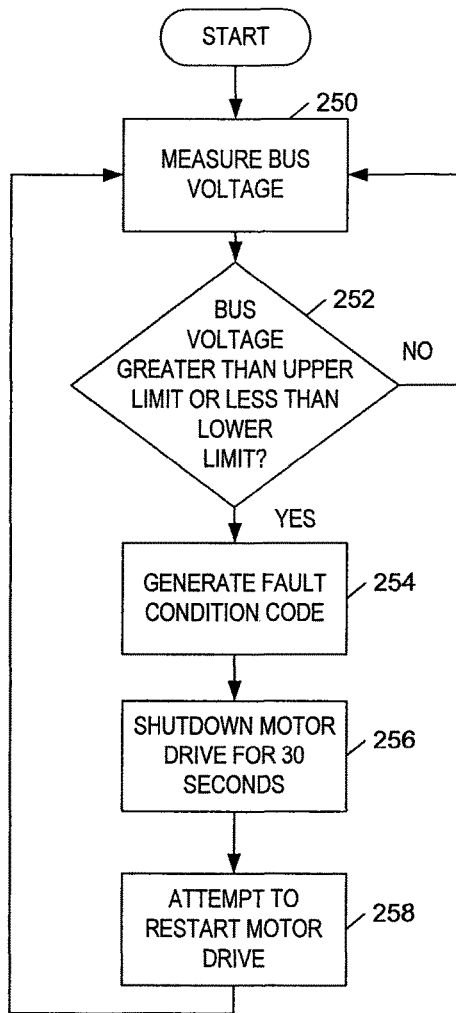 START
250
MEASURE BUS
VOLTAGE
252
BUS
VOLTAGE
GREATER THAN UPPER
LIMIT OR LESS THAN
LOWER
LIMIT?
NO
YES
GENERATE FAULT
CONDITION CODE
254
SHUTDOWN MOTOR
DRIVE FOR 30
SECONDS
256
ATTEMPT TO
RESTART MOTOR
DRIVE
258